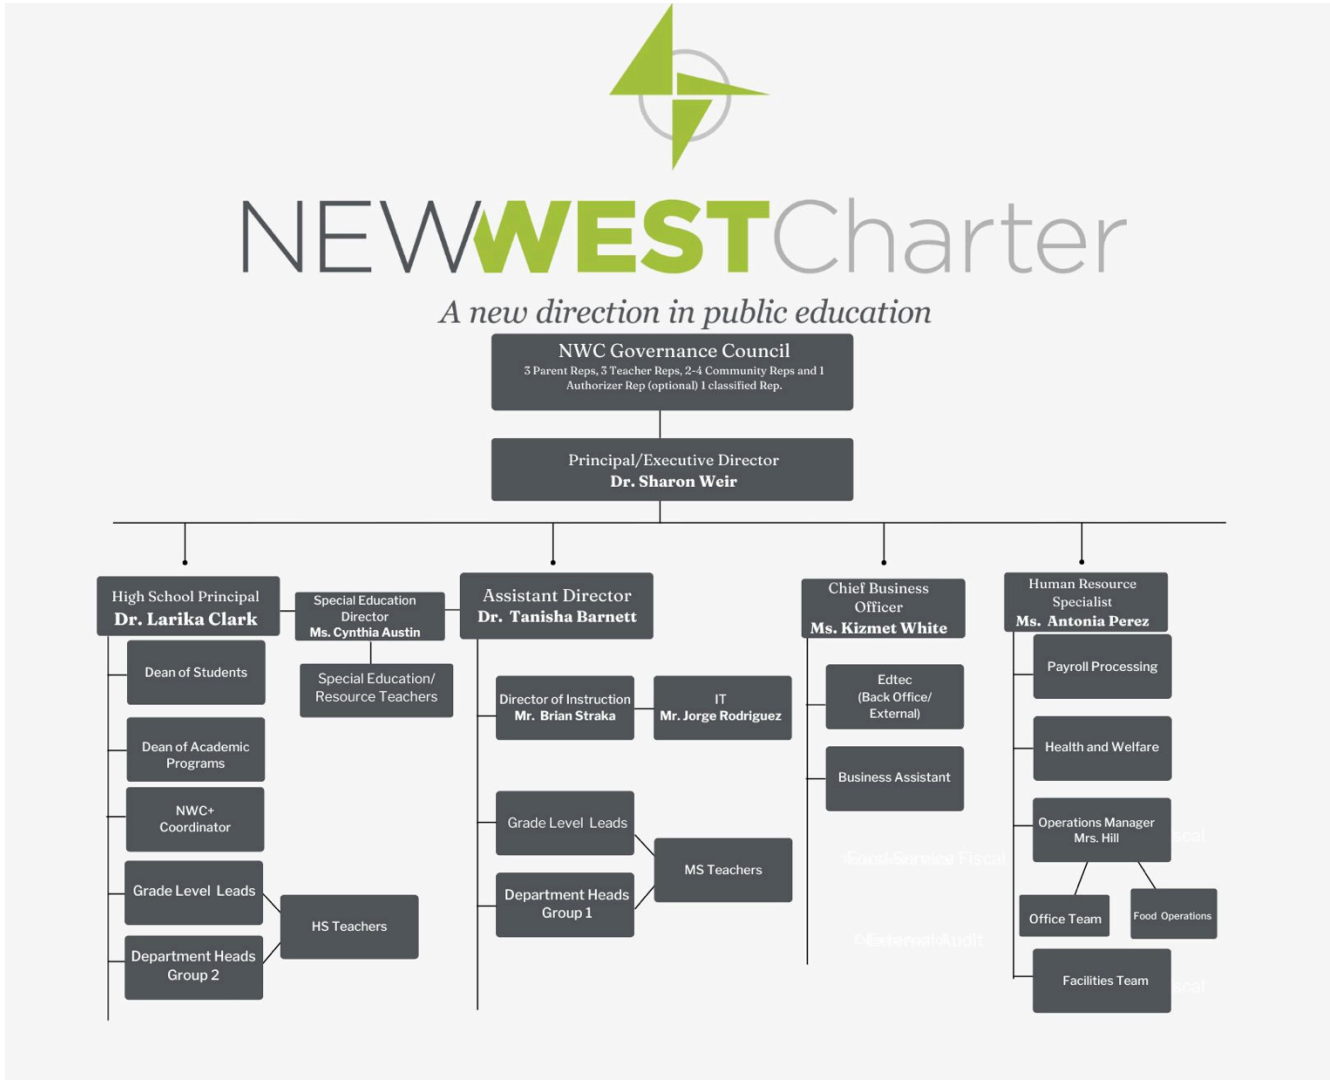 NEWWESTCharter
A new direction in public education
NWC Governance Council
3 Parent Reps, 3 Teacher Reps, 2-4 Community Reps and 1
Authorizer Rep (optional) 1 classified Rep.
Principal/Executive Director
Dr. Sharon Weir
High School Principal
Dr. Larika Clark
Dean of Students
Dean of Academic
Programs
NWC+
Coordinator
Grade Level Leads
Department Heads
Group 2
HS Teachers
Special Education
Director
Ms. Cynthia Austin
Special Education/
Resource Teachers
Assistant Director
Dr. Tanisha Barnett
Director of Instruction
Mr. Brian Straka
IT
Mr. Jorge Rodriguez
Grade Level Leads
Department Heads
Group 1
MS Teachers
Chief Business
Officer
Ms. Kizmet White
Edtec
(Back Office/
External)
Business Assistant
Fiscal
Audit
Human Resource
Specialist
Ms. Antonia Perez
Payroll Processing
Health and Welfare
Operations Manager
Mrs. Hill
Office Team
Food Operations
Facilities Team